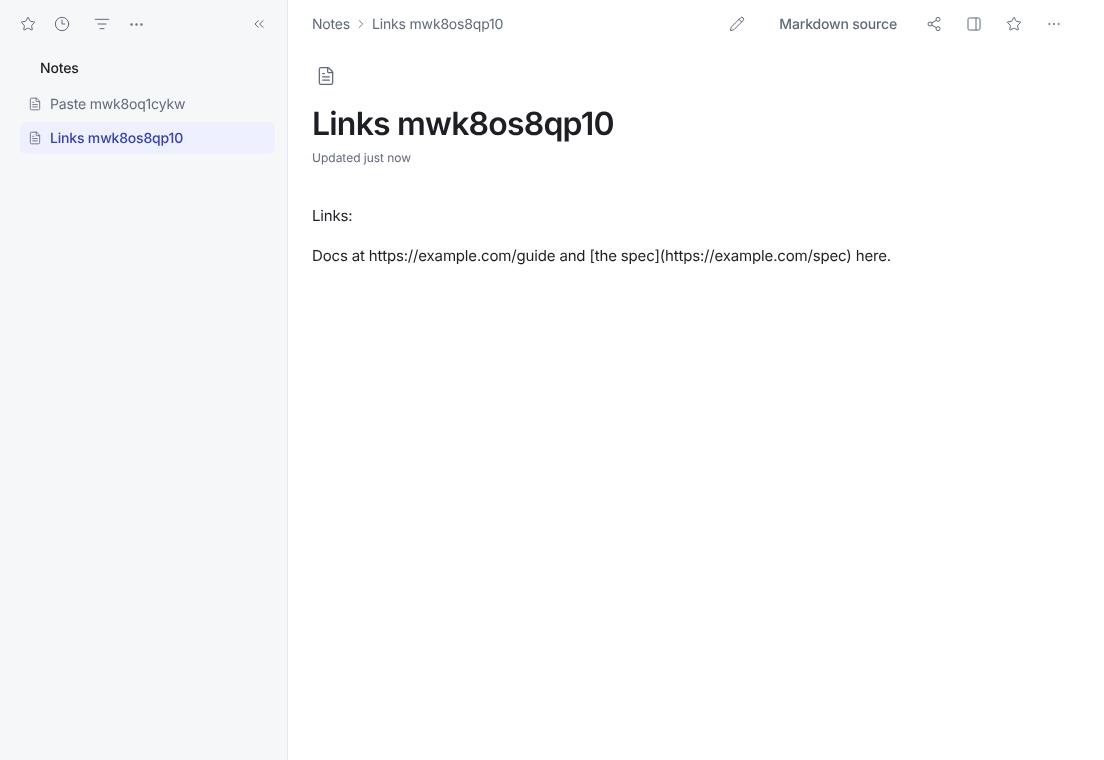 Notes
Paste mwk8oq1cykw
Links mwk8os8qp10
Notes > Links mwk8os8qp10
Markdown source
Links mwk8os8qp10
Updated just now
Links:
Docs at https://example.com/guide and [the spec](https://example.com/spec) here.